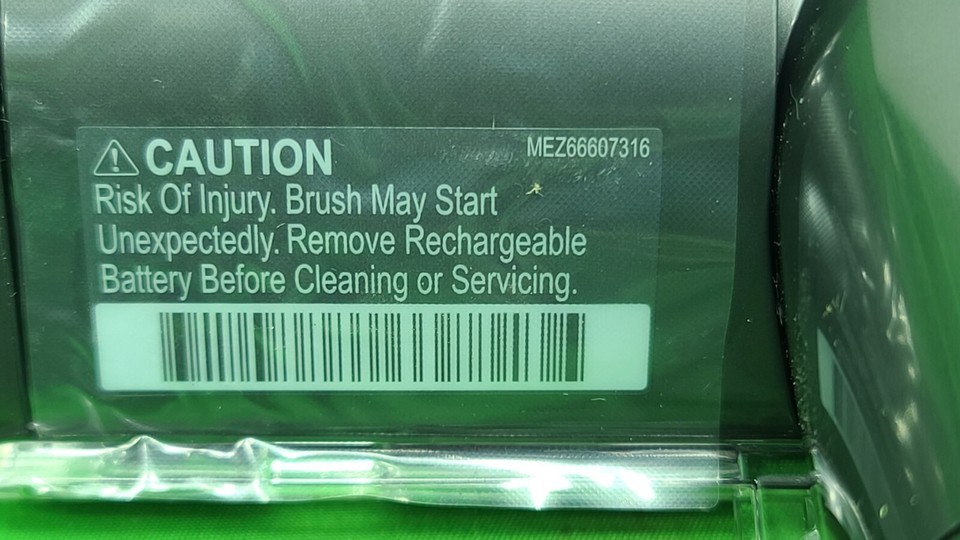 CAUTION MEZ66607316
Risk Of Injury. Brush May Start
Unexpectedly. Remove Rechargeable
Battery Before Cleaning or Servicing.